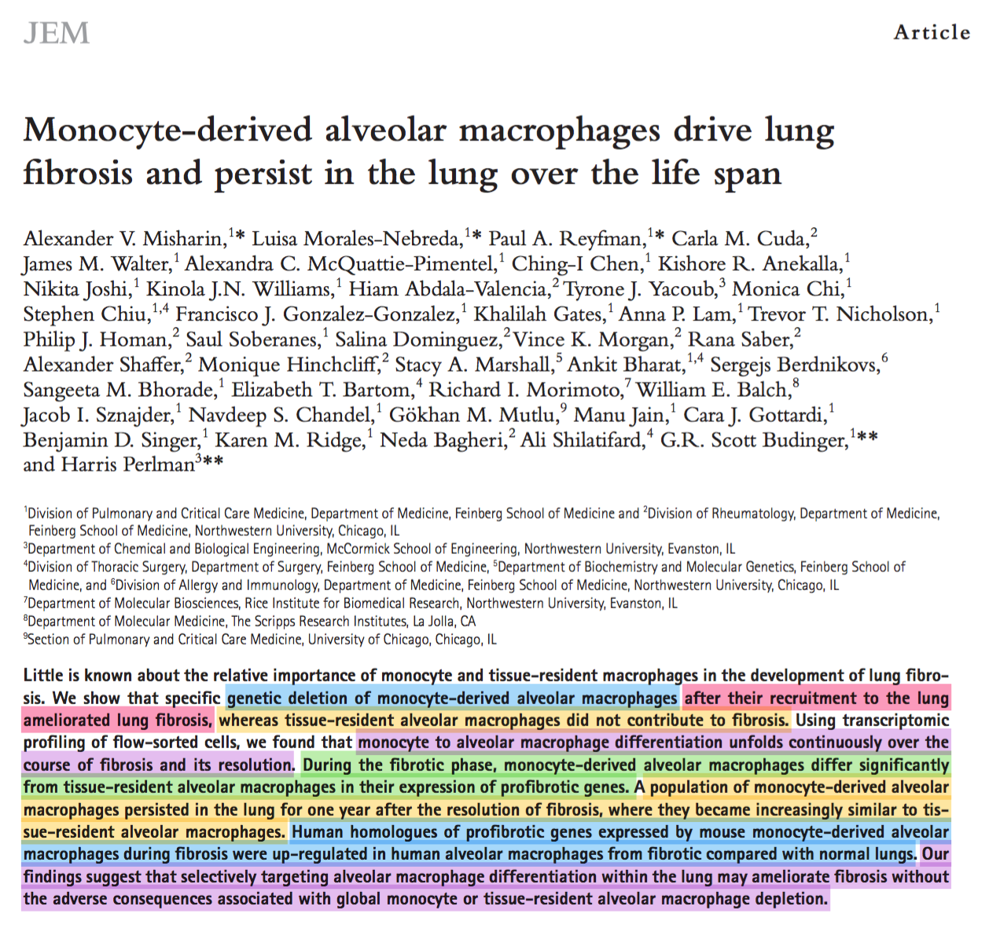 JEM
Article
Monocyte-derived alveolar macrophages drive lung
fibrosis and persist in the lung over the life span
Alexander V. Misharin,1* Luisa Morales-Nebreda,1* Paul A. Reyfman,1* Carla M. Cuda,2
James M. Walter,1 Alexandra C. McQuattie-Pimentel,1 Ching-I Chen,1 Kishore R. Anekalla,1
Nikita Joshi,1 Kinola J.N. Williams,1 Hiam Abdala-Valencia,2 Tyrone J. Yacoub,3 Monica Chi,1
Stephen Chiu,1,4 Francisco J. Gonzalez-Gonzalez,1 Khalilah Gates,1 Anna P. Lam,1 Trevor T. Nicholson,1
Philip J. Homan,2 Saul Soberanes,1 Salina Dominguez,2 Vince K. Morgan,2 Rana Saber,2
Alexander Shaffer,2 Monique Hinchcliff,2 Stacy A. Marshall,5 Ankit Bharat,1,4 Sergejs Berdnikovs,6
Sangeeta M. Bhorade,1 Elizabeth T. Bartom,4 Richard I. Morimoto,7 William E. Balch,8
Jacob I. Sznajder,1 Navdeep S. Chandel,1 Gökhan M. Mutlu,9 Manu Jain,1 Cara J. Gottardi,1
Benjamin D. Singer,1 Karen M. Ridge,1 Neda Bagheri,2 Ali Shilatifard,4 G.R. Scott Budinger,1**
and Harris Perlman3**
1Division of Pulmonary and Critical Care Medicine, Department of Medicine, Feinberg School of Medicine and 2Division of Rheumatology, Department of Medicine,
Feinberg School of Medicine, Northwestern University, Chicago, IL
3Department of Chemical and Biological Engineering, McCormick School of Engineering, Northwestern University, Evanston, IL
4Division of Thoracic Surgery, Department of Surgery, Feinberg School of Medicine, 5Department of Biochemistry and Molecular Genetics, Feinberg School of
Medicine, and 6Division of Allergy and Immunology, Department of Medicine, Feinberg School of Medicine, Northwestern University, Chicago, IL
7Department of Molecular Biosciences, Rice Institute for Biomedical Research, Northwestern University, Evanston, IL
8Department of Molecular Medicine, The Scripps Research Institutes, La Jolla, CA
9Section of Pulmonary and Critical Care Medicine, University of Chicago, Chicago, IL
Little is known about the relative importance of monocyte and tissue-resident macrophages in the development of lung fibro-
sis. We show that specific genetic deletion of monocyte-derived alveolar macrophages after their recruitment to the lung
ameliorated lung fibrosis, whereas tissue-resident alveolar macrophages did not contribute to fibrosis. Using transcriptomic
profiling of flow-sorted cells, we found that monocyte to alveolar macrophage differentiation unfolds continuously over the
course of fibrosis and its resolution. During the fibrotic phase, monocyte-derived alveolar macrophages differ significantly
from tissue-resident alveolar macrophages in their expression of profibrotic genes. A population of monocyte-derived alveolar
macrophages persisted in the lung for one year after the resolution of fibrosis, where they became increasingly similar to tis-
sue-resident alveolar macrophages. Human homologues of profibrotic genes expressed by mouse monocyte-derived alveolar
macrophages during fibrosis were up-regulated in human alveolar macrophages from fibrotic compared with normal lungs. Our
findings suggest that selectively targeting alveolar macrophage differentiation within the lung may ameliorate fibrosis without
the adverse consequences associated with global monocyte or tissue-resident alveolar macrophage depletion.